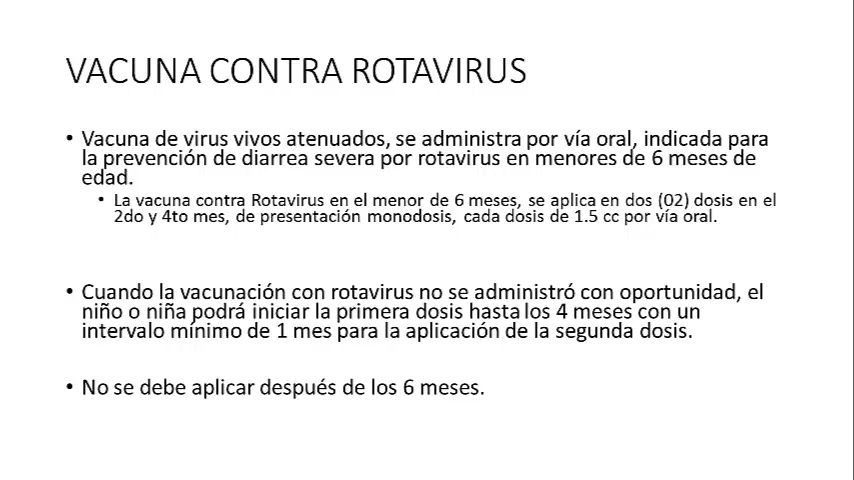 VACUNA CONTRA ROTAVIRUS
• Vacuna de virus vivos atenuados, se administra por vía oral, indicada para
la prevención de diarrea severa por rotavirus en menores de 6 meses de
edad.
• La vacuna contra Rotavirus en el menor de 6 meses, se aplica en dos (02) dosis en el
2do y 4to mes, de presentación monodosis, cada dosis de 1.5 cc por vía oral.
• Cuando la vacunación con rotavirus no se administró con oportunidad, el
niño o niña podrá iniciar la primera dosis hasta los 4 meses con un
intervalo mínimo de 1 mes para la aplicación de la segunda dosis.
• No se debe aplicar después de los 6 meses.